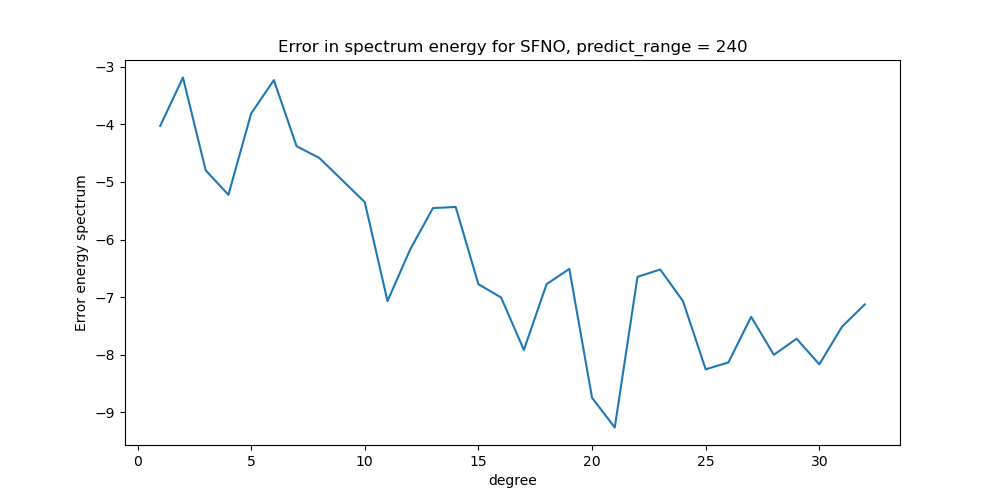 Error in spectrum energy for SFNO, predict_range = 240
Error energy spectrum
−3
−4
−5
−6
−7
−8
−9
0 5 10 15 20 25 30
degree